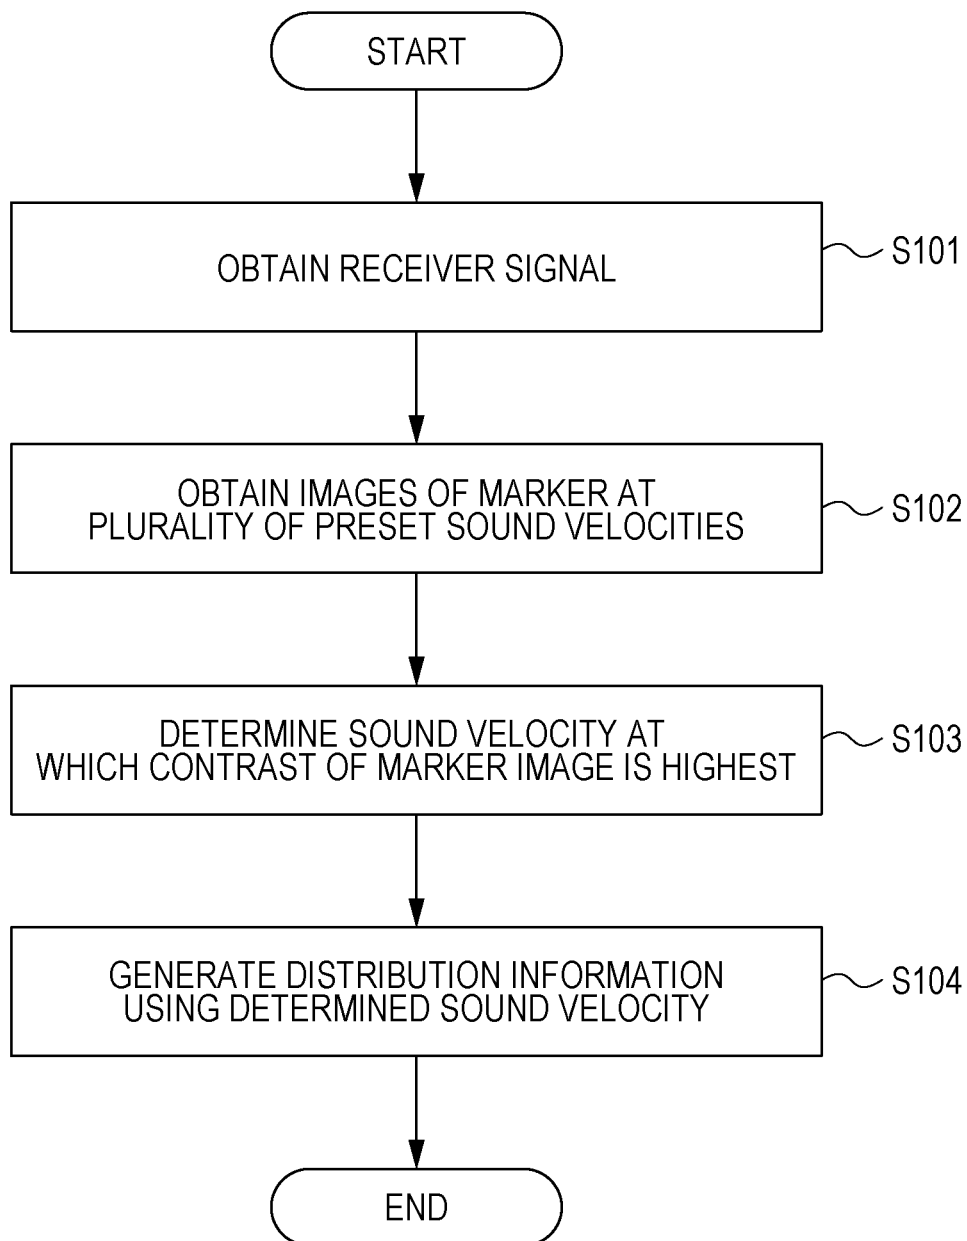 START
OBTAIN RECEIVER SIGNAL
S101
OBTAIN IMAGES OF MARKER AT
PLURALITY OF PRESET SOUND VELOCITIES
S102
DETERMINE SOUND VELOCITY AT
WHICH CONTRAST OF MARKER IMAGE IS HIGHEST
S103
GENERATE DISTRIBUTION INFORMATION
USING DETERMINED SOUND VELOCITY
S104
END